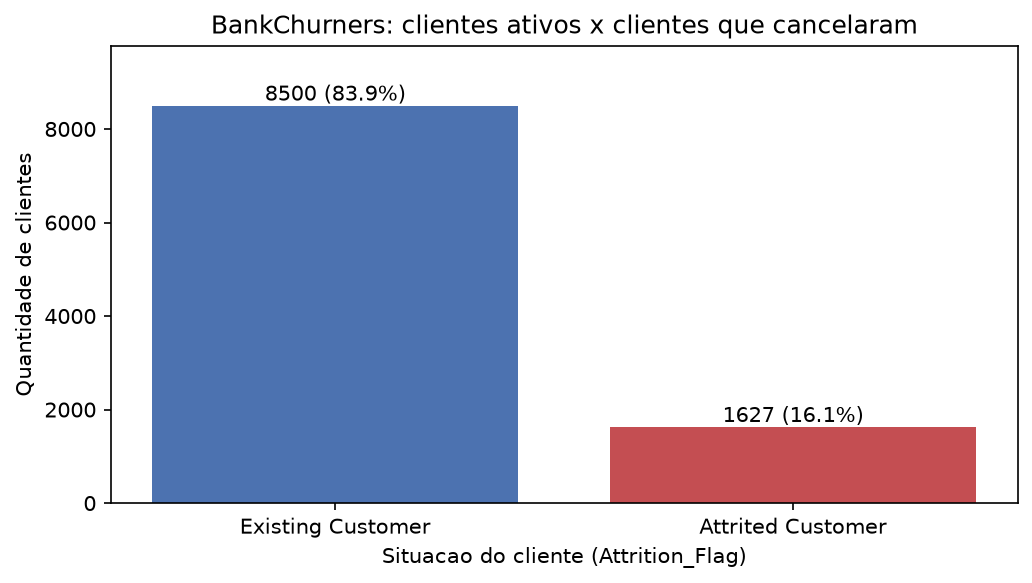 BankChurners: clientes ativos x clientes que cancelaram
8500 (83.9%)
1627 (16.1%)
Quantidade de clientes
8000
6000
4000
2000
0
Existing Customer
Attrited Customer
Situacao do cliente (Attrition_Flag)